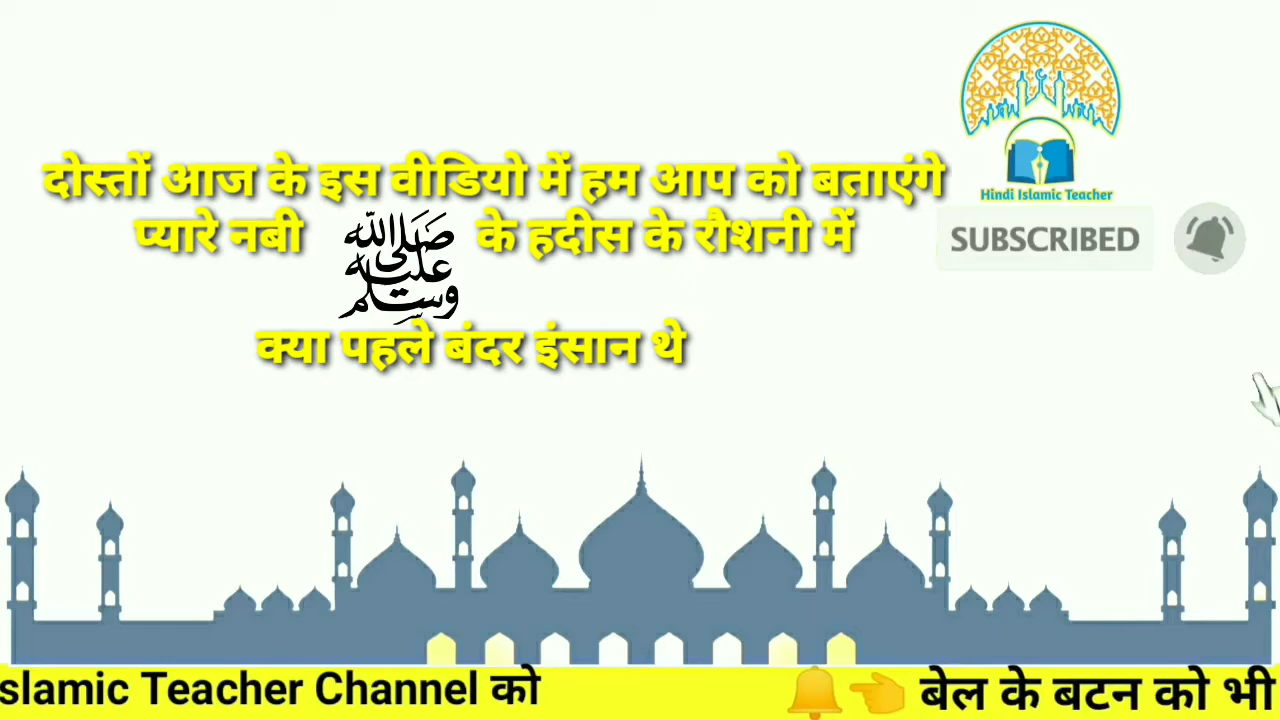 दोस्तों आज के इस वीडियो में हम आप को बताएंगे
प्यारे नबी صلى الله عليه وسلم के हदीस के रौशनी में
क्या पहले बंदर इंसान थे
Hindi Islamic Teacher
SUBSCRIBED
slamic Teacher Channel को
बेल के बटन को भी